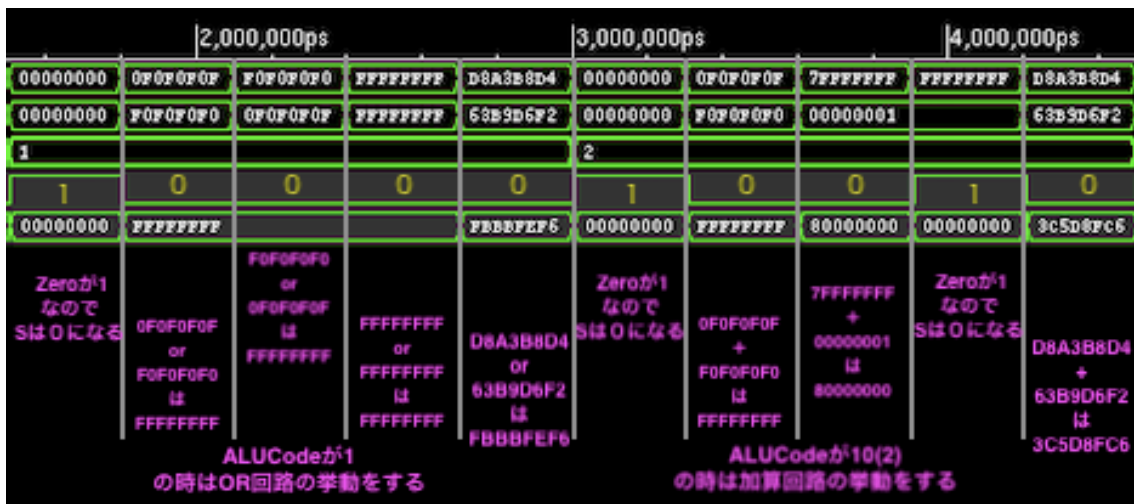 2,000,000ps 3,000,000ps 4,000,000ps
00000000 0F0F0F0F F0F0F0F0 FFFFFFFF D8A3B8D4 00000000 0F0F0F0F 7FFFFFFF FFFFFFFF D8A3B8D4
00000000 F0F0F0F0 0F0F0F0F FFFFFFFF 63B9D6F2 00000000 F0F0F0F0 00000001 63B9D6F2
1 2
1 0 0 0 0 1 0 0 1 0
00000000 FFFFFFFF FBBBFEF6 00000000 FFFFFFFF 80000000 00000000 3C5D8FC6
Zeroが1
なので
Sは0になる
0F0F0F0F
or
F0F0F0F0
は
FFFFFFFF
F0F0F0F0
or
0F0F0F0F
は
FFFFFFFF
FFFFFFFF
or
FFFFFFFF
は
FFFFFFFF
D8A3B8D4
or
63B9D6F2
は
FBBBFEF6
Zeroが1
なので
Sは0になる
0F0F0F0F
+
F0F0F0F0
は
FFFFFFFF
7FFFFFFF
+
00000001
は
80000000
Zeroが1
なので
Sは0になる
D8A3B8D4
+
63B9D6F2
は
3C5D8FC6
ALUCodeが1
の時はOR回路の挙動をする
ALUCodeが10(2)
の時は加算回路の挙動をする